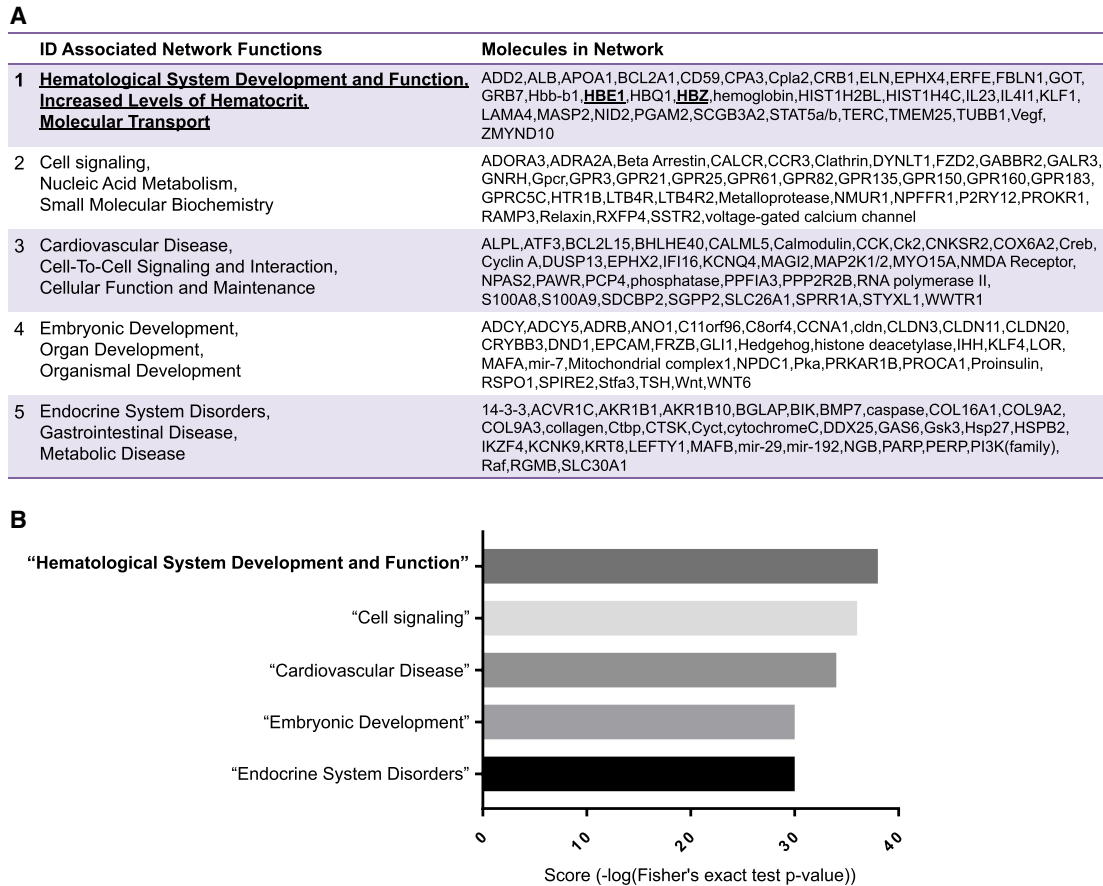 A
ID Associated Network Functions Molecules in Network
1 Hematological System Development and Function,
Increased Levels of Hematocrit,
Molecular Transport
ADD2,ALB,APOA1,BCL2A1,CD59,CPA3,Cpla2,CRB1,ELN,EPHX4,ERFE,FBLN1,GOT,
GRB7,Hbb-b1,HBE1,HBQ1,HBZ,hemoglobin,HIST1H2BL,HIST1H4C,IL23,IL4I1,KLF1,
LAMA4,MASP2,NID2,PGAM2,SCGB3A2,STAT5a/b,TERC,TMEM25,TUBB1,Vegf,
ZMYND10
2 Cell signaling,
Nucleic Acid Metabolism,
Small Molecular Biochemistry
ADORA3,ADRA2A,Beta Arrestin,CALCR,CCR3,Clathrin,DYNLT1,FZD2,GABBR2,GALR3,
GNRH,Gpcr,GPR3,GPR21,GPR25,GPR61,GPR82,GPR135,GPR150,GPR160,GPR183,
GPRC5C,HTR1B,LTB4R,LTB4R2,Metalloprotease,NMUR1,NPFFR1,P2RY12,PROKR1,
RAMP3,Relaxin,RXFP4,SSTR2,voltage-gated calcium channel
3 Cardiovascular Disease,
Cell-To-Cell Signaling and Interaction,
Cellular Function and Maintenance
ALPL,ATF3,BCL2L15,BHLHE40,CALML5,Calmodulin,CCK,Ck2,CNKSR2,COX6A2,Creb,
Cyclin A,DUSP13,EPHX2,IFI16,KCNQ4,MAGI2,MAP2K1/2,MYO15A,NMDA Receptor,
NPAS2,PAWR,PCP4,phosphatase,PPFIA3,PPP2R2B,RNA polymerase II,
S100A8,S100A9,SDCBP2,SGPP2,SLC26A1,SPRR1A,STYXL1,WWTR1
4 Embryonic Development,
Organ Development,
Organismal Development
ADCY,ADCY5,ADRB,ANO1,C11orf96,C8orf4,CCNA1,cldn,CLDN3,CLDN11,CLDN20,
CRYBB3,DND1,EPCAM,FRZB,GLI1,Hedgehog,histone deacetylase,IHH,KLF4,LOR,
MAFA,mir-7,Mitochondrial complex1,NPDC1,Pka,PRKAR1B,PROCA1,Proinsulin,
RSPO1,SPIRE2,Stfa3,TSH,Wnt,WNT6
5 Endocrine System Disorders,
Gastrointestinal Disease,
Metabolic Disease
14-3-3,ACVR1C,AKR1B1,AKR1B10,BGLAP,BIK,BMP7,caspase,COL16A1,COL9A2,
COL9A3,collagen,Ctbp,CTSK,Cyct,cytochromeC,DDX25,GAS6,Gsk3,Hsp27,HSPB2,
IKZF4,KCNK9,KRT8,LEFTY1,MAFB,mir-29,mir-192,NGB,PARP,PERP,PI3K(family),
Raf,RGMB,SLC30A1
B
“Hematological System Development and Function”
“Cell signaling”
“Cardiovascular Disease”
“Embryonic Development”
“Endocrine System Disorders”
0 10 20 30 40
Score (-log(Fisher's exact test p-value))